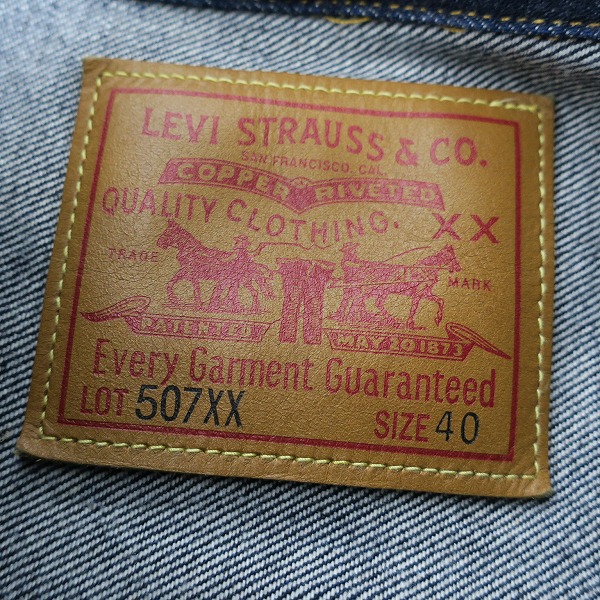 LEVI STRAUSS & CO.
SAN FRANCISCO, CAL.
COPPER RIVETED
QUALITY CLOTHING. XX
TRADE MARK
PATENTED MAY 20 1873
Every Garment Guaranteed
LOT 507XX SIZE 40